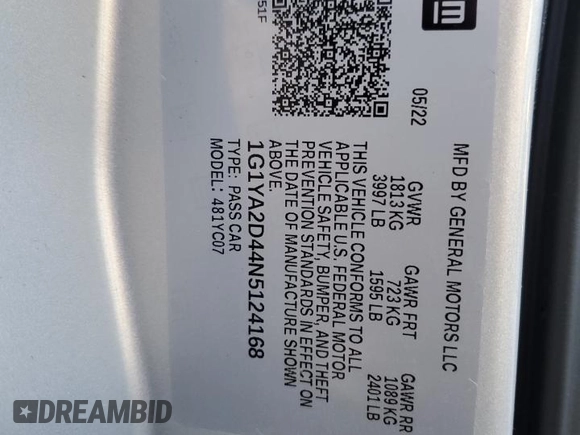 MFD BY GENERAL MOTORS LLC
05/22
GVWR
1813 KG
3997 LB
GAWR FRT
723 KG
1595 LB
GAWR RR
1089 KG
2401 LB
THIS VEHICLE CONFORMS TO ALL
APPLICABLE U.S. FEDERAL MOTOR
VEHICLE SAFETY, BUMPER, AND THEFT
PREVENTION STANDARDS IN EFFECT ON
THE DATE OF MANUFACTURE SHOWN
ABOVE.
1G1YA2D44N5124168
TYPE: PASS CAR
MODEL: 481YC07
51F
gm
DREAMBID